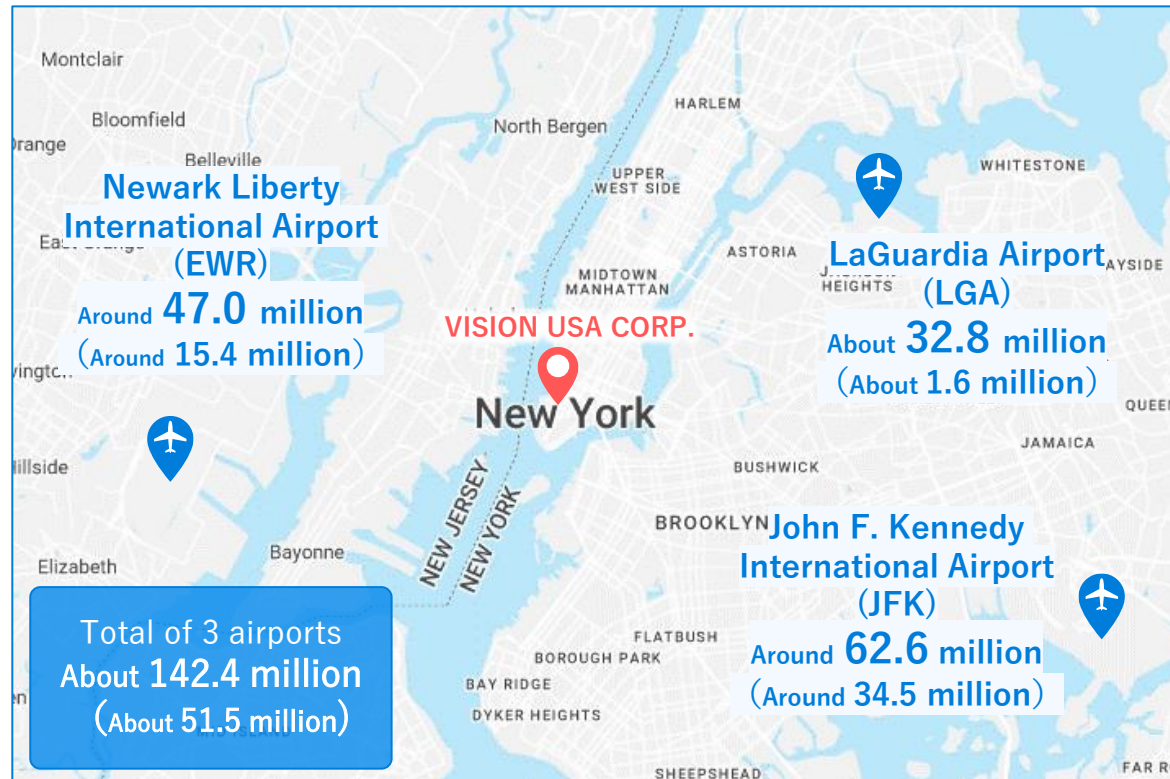 Montclair
Bloomfield
Belleville
North Bergen
HARLEM
UPPER
WEST SIDE
WHITESTONE
ASTORIA
HEIGHTS
MIDTOWN
MANHATTAN
Newark Liberty
International Airport
(EWR)
Around 47.0 million
(Around 15.4 million)
LaGuardia Airport
(LGA)
About 32.8 million
(About 1.6 million)
VISION USA CORP.
New York
JAMAICA
BUSHWICK
BROOKLYN
NEW JERSEY
NEW YORK
Bayonne
Elizabeth
John F. Kennedy
International Airport
(JFK)
Around 62.6 million
(Around 34.5 million)
FLATBUSH
BOROUGH PARK
BAY RIDGE
DYKER HEIGHTS
Total of 3 airports
About 142.4 million
(About 51.5 million)
SHEEPSHEAD